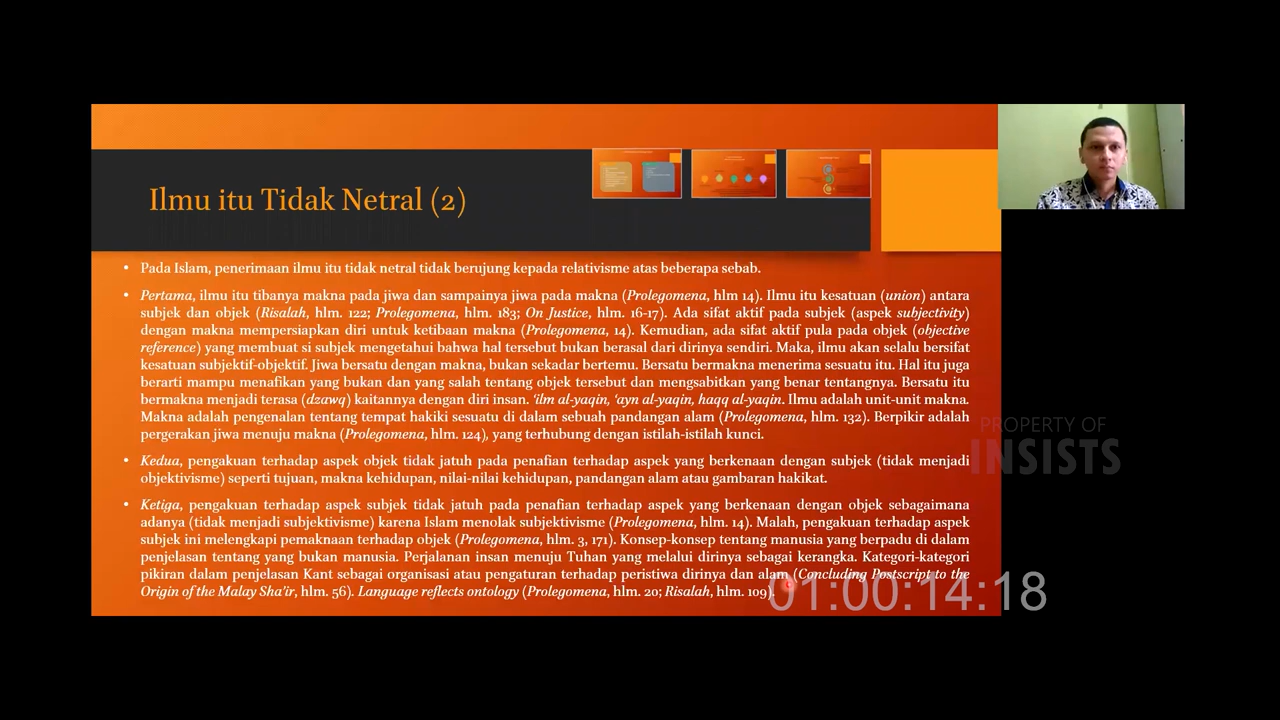 Ilmu itu Tidak Netral (2)
• Pada Islam, penerimaan ilmu itu tidak netral tidak berujung kepada relativisme atas beberapa sebab.
• Pertama, ilmu itu tibanya makna pada jiwa dan sampainya jiwa pada makna (Prolegomena, hlm 14). Ilmu itu kesatuan (union) antara
subjek dan objek (Risalah, hlm. 122; Prolegomena, hlm. 183; On Justice, hlm. 16-17). Ada sifat aktif pada subjek (aspek subjectivity)
dengan makna mempersiapkan diri untuk ketibaan makna (Prolegomena, 14). Kemudian, ada sifat aktif pula pada objek (objective
reference) yang membuat si subjek mengetahui bahwa hal tersebut bukan berasal dari dirinya sendiri. Maka, ilmu akan selalu bersifat
kesatuan subjektif-objektif. Jiwa bersatu dengan makna, bukan sekadar bertemu. Bersatu bermakna menerima sesuatu itu. Hal itu juga
berarti mampu menafikan yang bukan dan yang salah tentang objek tersebut dan mengsabitkan yang benar tentangnya. Bersatu itu
bermakna menjadi terasa (dzawq) kaitannya dengan diri insan. 'ilm al-yaqin, 'ayn al-yaqin, haqq al-yaqin. Ilmu adalah unit-unit makna.
Makna adalah pengenalan tentang tempat hakiki sesuatu di dalam sebuah pandangan alam (Prolegomena, hlm. 132). Berpikir adalah
pergerakan jiwa menuju makna (Prolegomena, hlm. 124), yang terhubung dengan istilah-istilah kunci.
• Kedua, pengakuan terhadap aspek objek tidak jatuh pada penafian terhadap aspek yang berkenaan dengan subjek (tidak menjadi
objektivisme) seperti tujuan, makna kehidupan, nilai-nilai kehidupan, pandangan alam atau gambaran hakikat.
• Ketiga, pengakuan terhadap aspek subjek tidak jatuh pada penafian terhadap aspek yang berkenaan dengan objek sebagaimana
adanya (tidak menjadi subjektivisme) karena Islam menolak subjektivisme (Prolegomena, hlm. 14). Malah, pengakuan terhadap aspek
subjek ini melengkapi pemaknaan terhadap objek (Prolegomena, hlm. 3, 171). Konsep-konsep tentang manusia yang berpadu di dalam
penjelasan tentang yang bukan manusia. Perjalanan insan menuju Tuhan yang melalui dirinya sebagai kerangka. Kategori-kategori
pikiran dalam penjelasan Kant sebagai organisasi atau pengaturan terhadap peristiwa dirinya dan alam (Concluding Postscript to the
Origin of the Malay Sha'ir, hlm. 56). Language reflects ontology (Prolegomena, hlm. 20; Risalah, hlm. 109).
PROPERTY OF
INSISTS
01:00:14:18